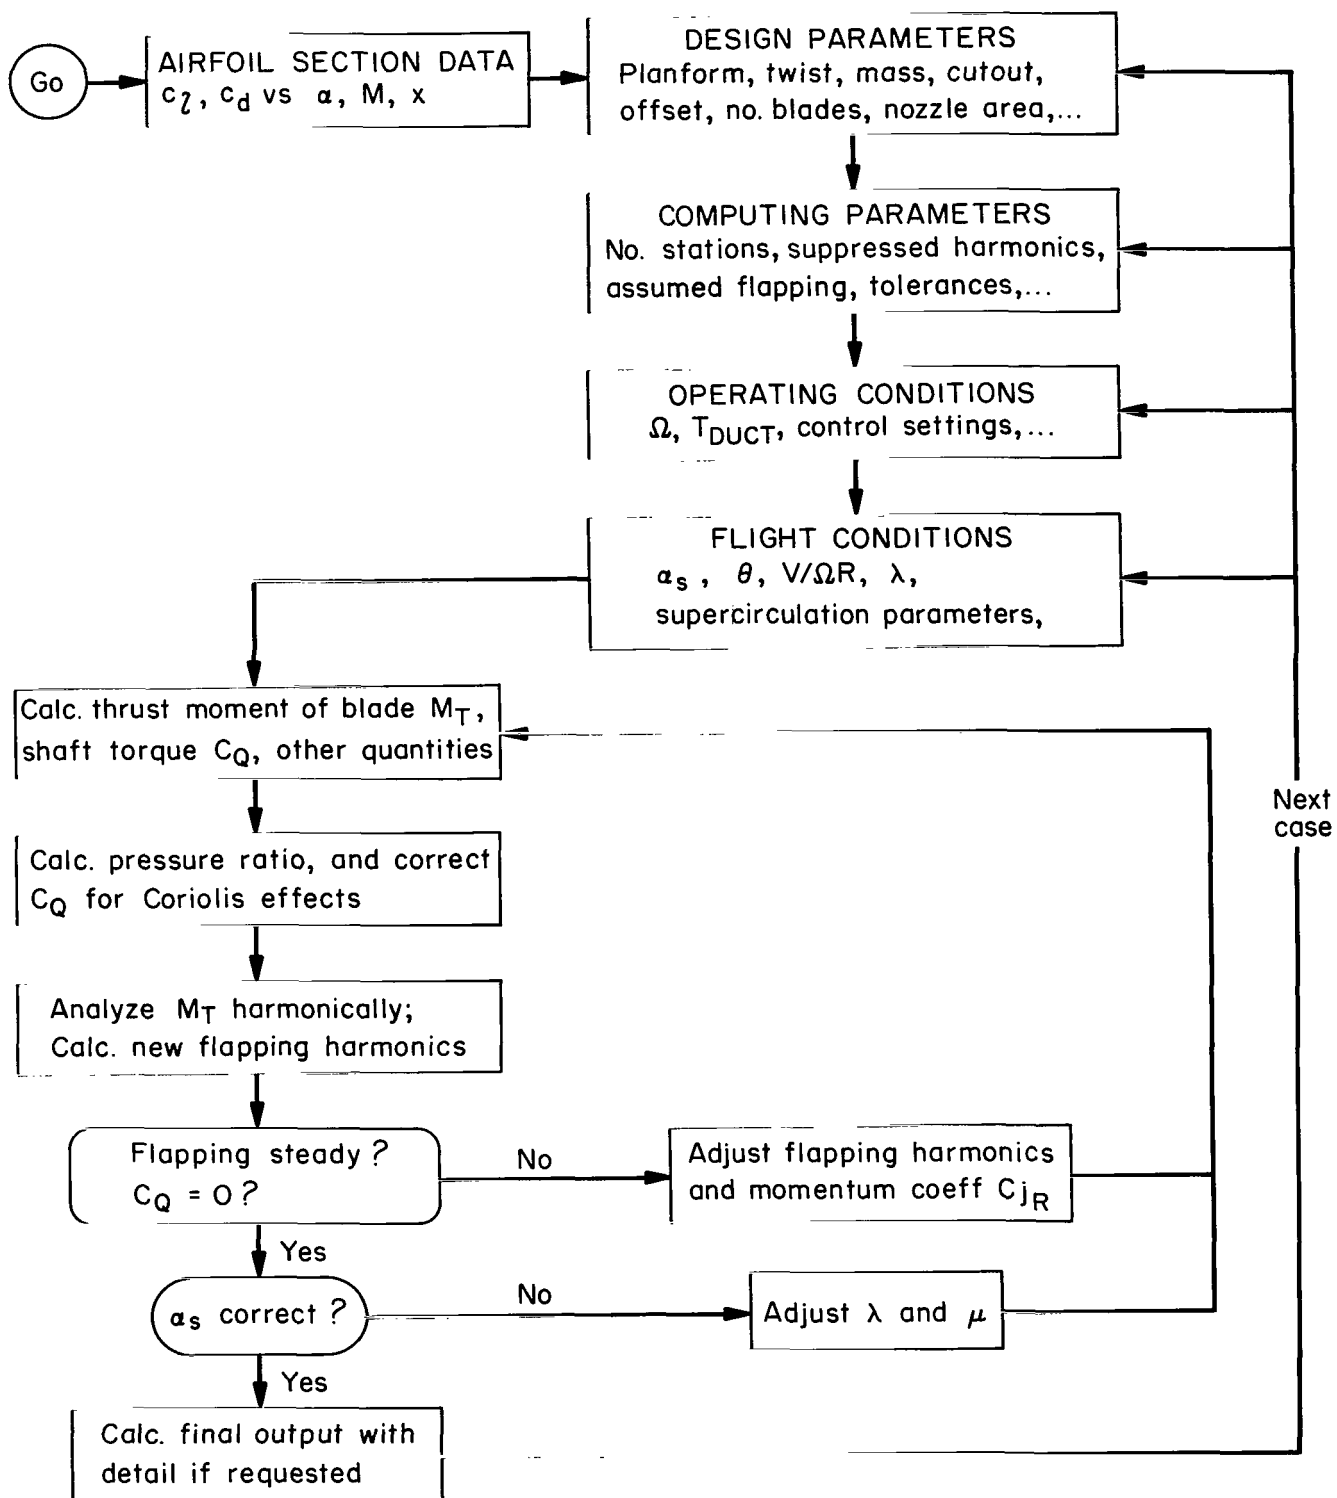 Go
AIRFOIL SECTION DATA
cl, cd vs α, M, x
DESIGN PARAMETERS
Planform, twist, mass, cutout,
offset, no. blades, nozzle area,...
COMPUTING PARAMETERS
No. stations, suppressed harmonics,
assumed flapping, tolerances,...
OPERATING CONDITIONS
Ω, TDUCT, control settings,...
FLIGHT CONDITIONS
αs , θ, V/ΩR, λ,
supercirculation parameters,
Calc. thrust moment of blade MT,
shaft torque CQ, other quantities
Next
case
Calc. pressure ratio, and correct
CQ for Coriolis effects
Analyze MT harmonically;
Calc. new flapping harmonics
Flapping steady?
CQ = 0?
No
Adjust flapping harmonics
and momentum coeff CjR
Yes
αs correct ?
No
Adjust λ and μ
Yes
Calc. final output with
detail if requested